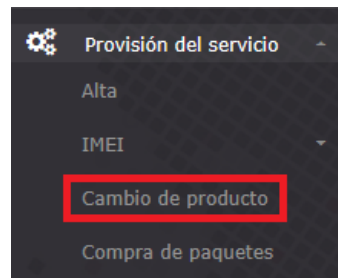 Provisión del servicio
Alta
IMEI
Cambio de producto
Compra de paquetes